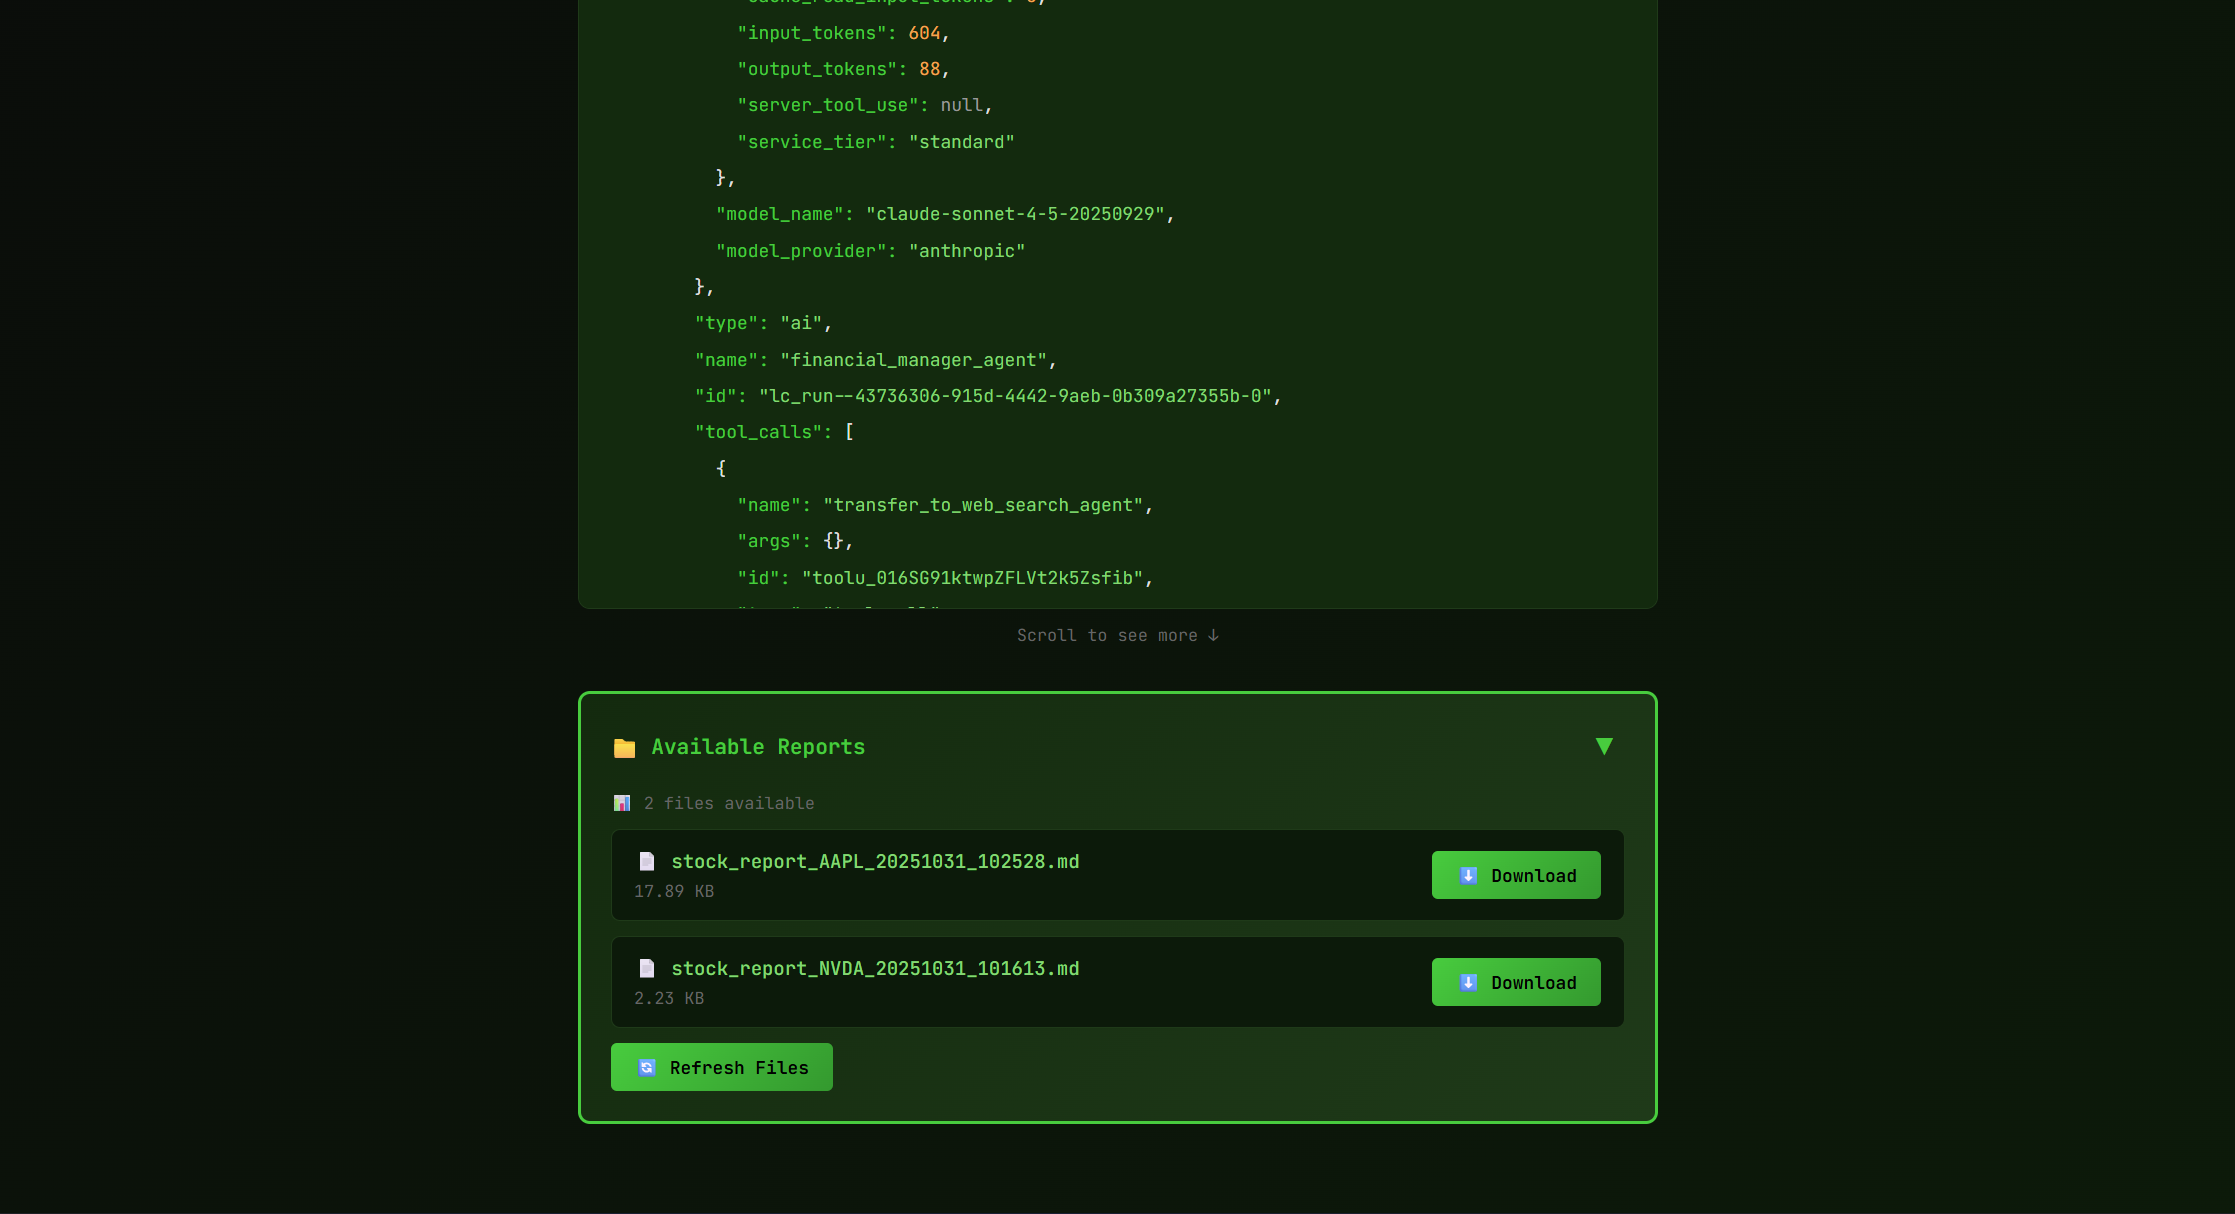 "cache_read_input_tokens": 0,
"input_tokens": 604,
"output_tokens": 88,
"server_tool_use": null,
"service_tier": "standard"
},
"model_name": "claude-sonnet-4-5-20250929",
"model_provider": "anthropic"
},
"type": "ai",
"name": "financial_manager_agent",
"id": "lc_run--43736306-915d-4442-9aeb-0b309a27355b-0",
"tool_calls": [
{
"name": "transfer_to_web_search_agent",
"args": {},
"id": "toolu_016SG91ktwpZFLVt2k5Zsfib",
Scroll to see more ↓
Available Reports ▼
2 files available
stock_report_AAPL_20251031_102528.md
17.89 KB
Download
stock_report_NVDA_20251031_101613.md
2.23 KB
Download
Refresh Files